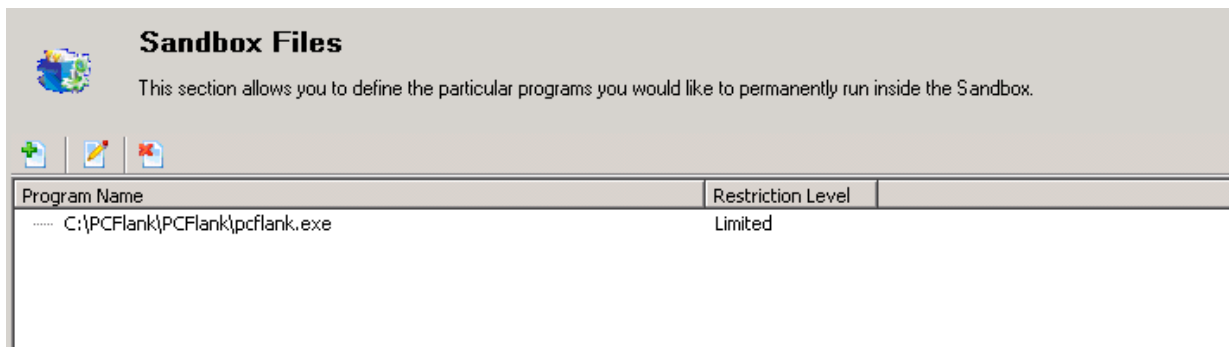 Sandbox Files
This section allows you to define the particular programs you would like to permanently run inside the Sandbox.
Program Name Restriction Level
C:\PCFlank\PCFlank\pcflank.exe Limited